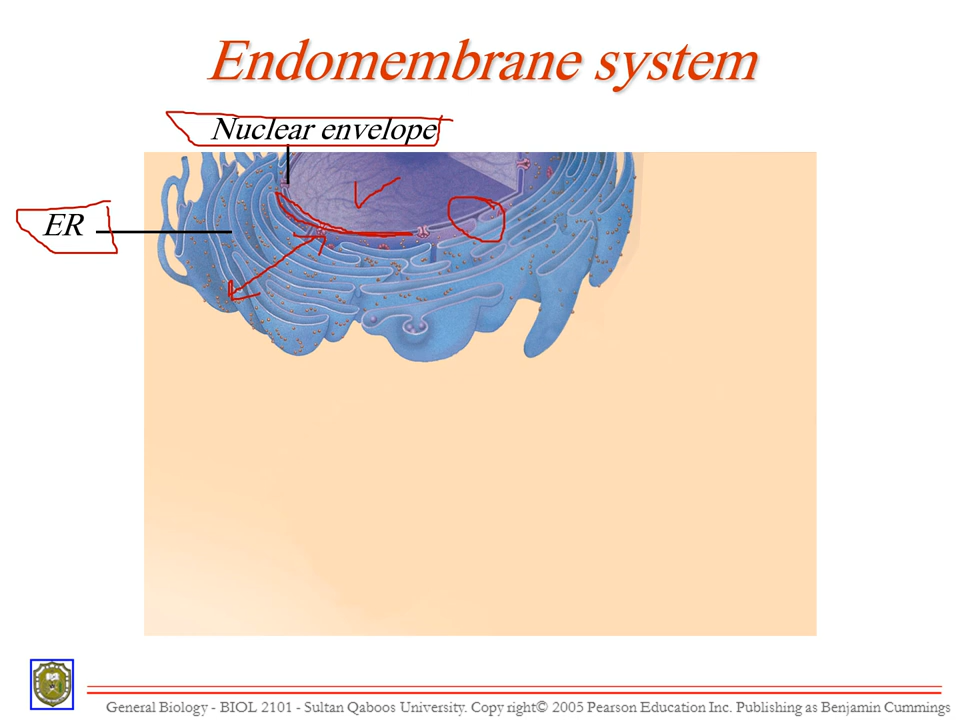 Endomembrane system
Nuclear envelope
ER
General Biology - BIOL 2101 - Sultan Qaboos University. Copy right© 2005 Pearson Education Inc. Publishing as Benjamin Cummings